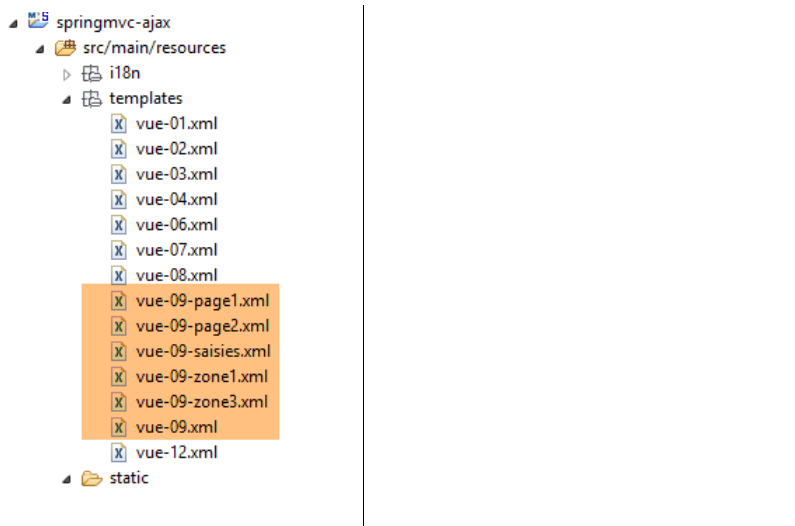 springmvc-ajax
src/main/resources
i18n
templates
vue-01.xml
vue-02.xml
vue-03.xml
vue-04.xml
vue-06.xml
vue-07.xml
vue-08.xml
vue-09-page1.xml
vue-09-page2.xml
vue-09-saisies.xml
vue-09-zone1.xml
vue-09-zone3.xml
vue-09.xml
vue-12.xml
static